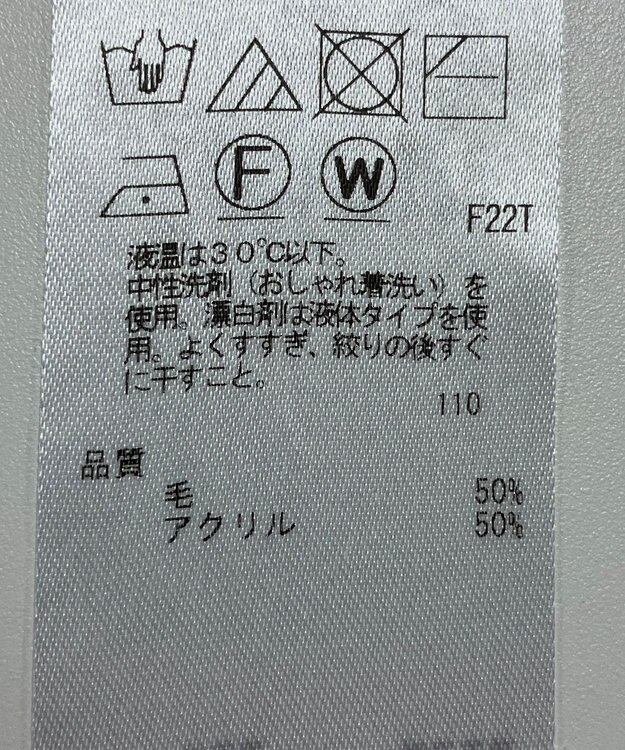 F W
F22T
液温は30℃以下。
中性洗剤（おしゃれ着洗い）を
使用。漂白剤は液体タイプを使
用。よくすすぎ、絞りの後すぐ
に干すこと。
110
品質
毛 50%
アクリル 50%